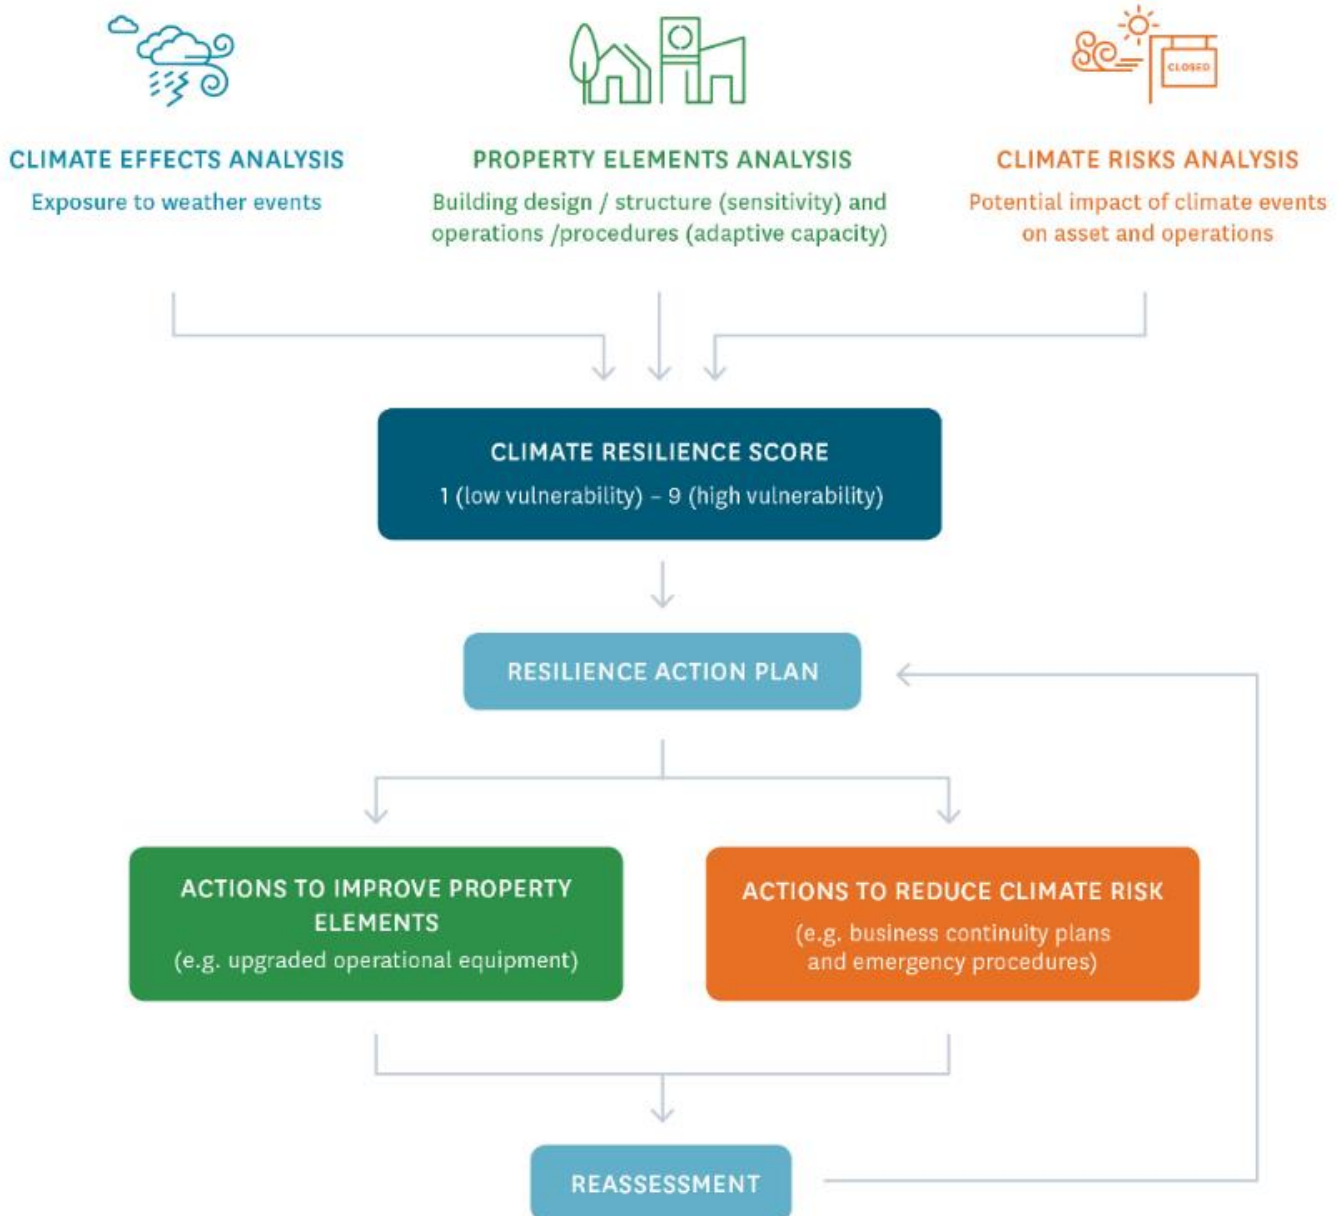 CLOSED
CLIMATE EFFECTS ANALYSIS
Exposure to weather events
PROPERTY ELEMENTS ANALYSIS
Building design / structure (sensitivity) and
operations /procedures (adaptive capacity)
CLIMATE RISKS ANALYSIS
Potential impact of climate events
on asset and operations
CLIMATE RESILIENCE SCORE
1 (low vulnerability) – 9 (high vulnerability)
RESILIENCE ACTION PLAN
ACTIONS TO IMPROVE PROPERTY
ELEMENTS
(e.g. upgraded operational equipment)
ACTIONS TO REDUCE CLIMATE RISK
(e.g. business continuity plans
and emergency procedures)
REASSESSMENT